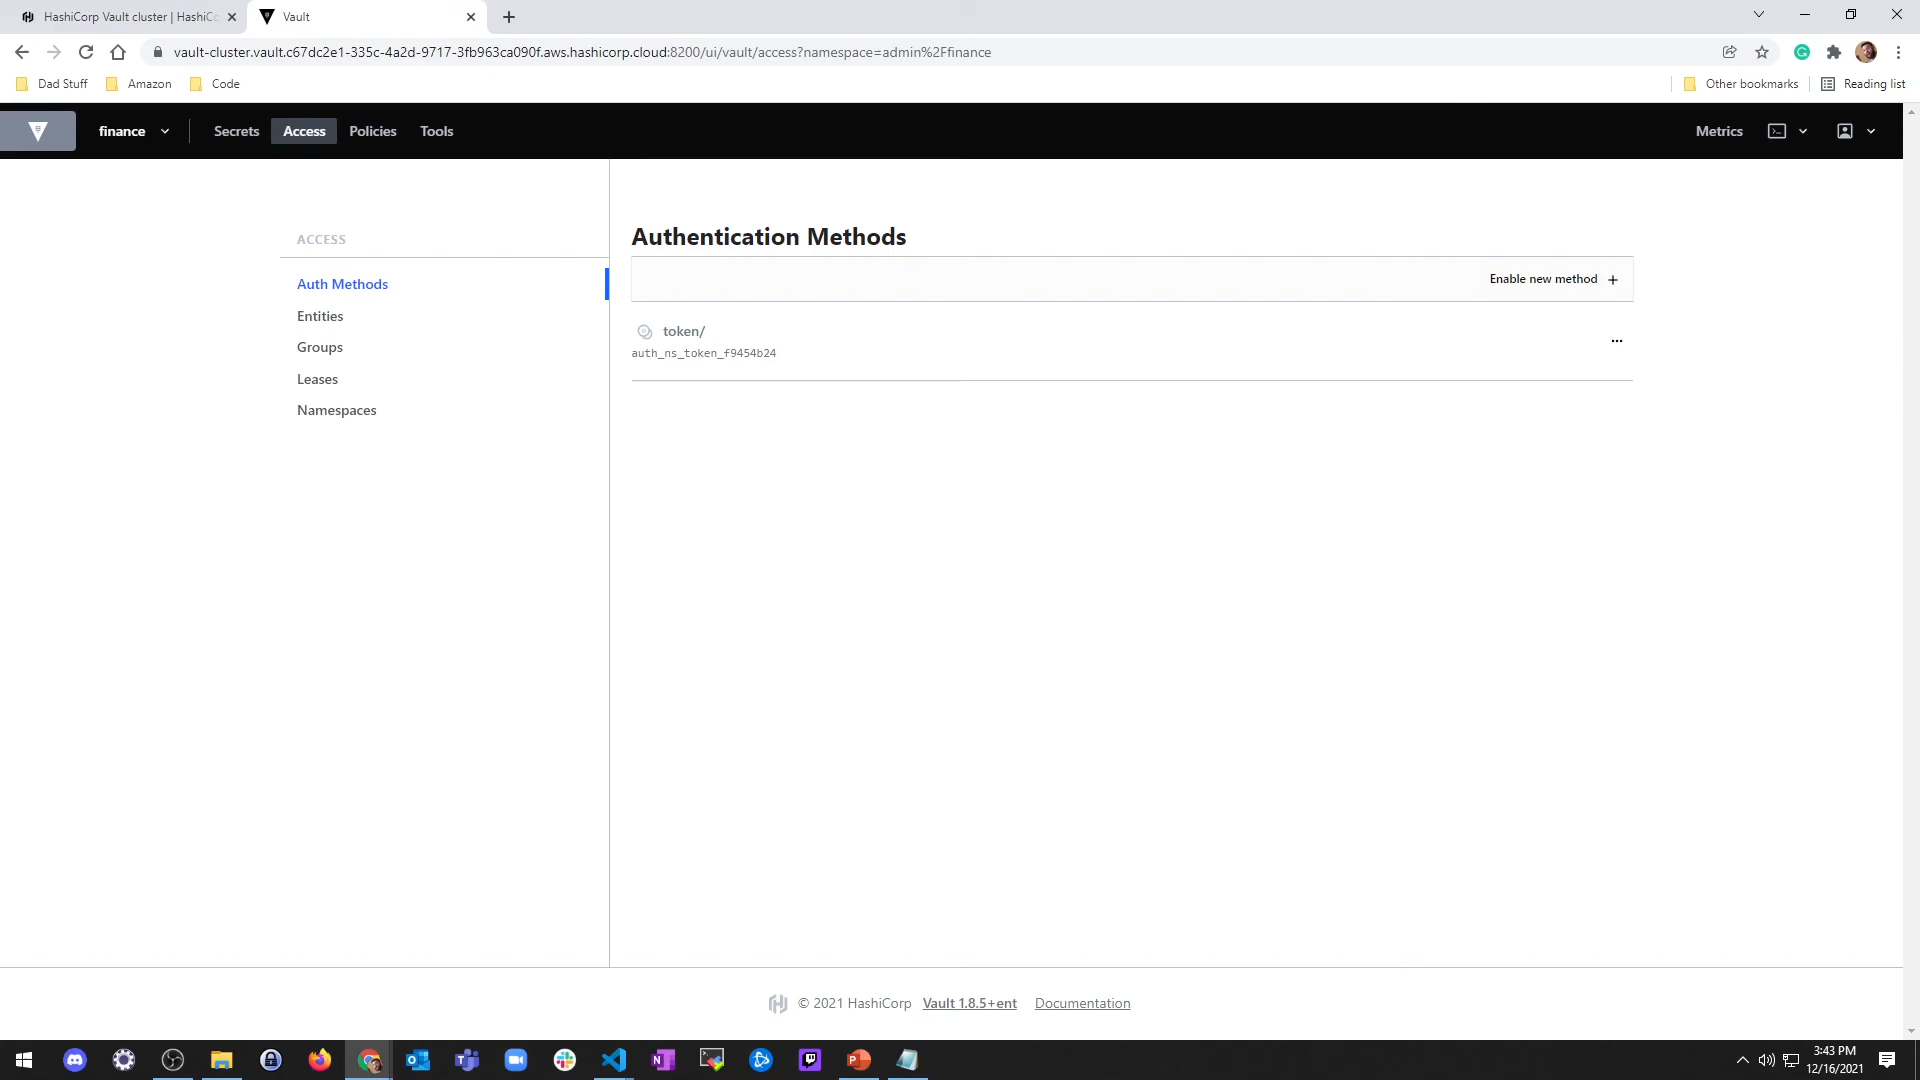 HashiCorp Vault cluster | HashiCo
Vault
vault-cluster.vault.c67dc2e1-335c-4a2d-9717-3fb963ca090f.aws.hashicorp.cloud:8200/ui/vault/access?namespace=admin%2Ffinance
Dad Stuff
Amazon
Code
Other bookmarks
Reading list
finance
Secrets
Access
Policies
Tools
Metrics
ACCESS
Auth Methods
Entities
Groups
Leases
Namespaces
Authentication Methods
Enable new method +
token/
auth_ns_token_f9454b24
© 2021 HashiCorp Vault 1.8.5+ent Documentation
3:43 PM
12/16/2021